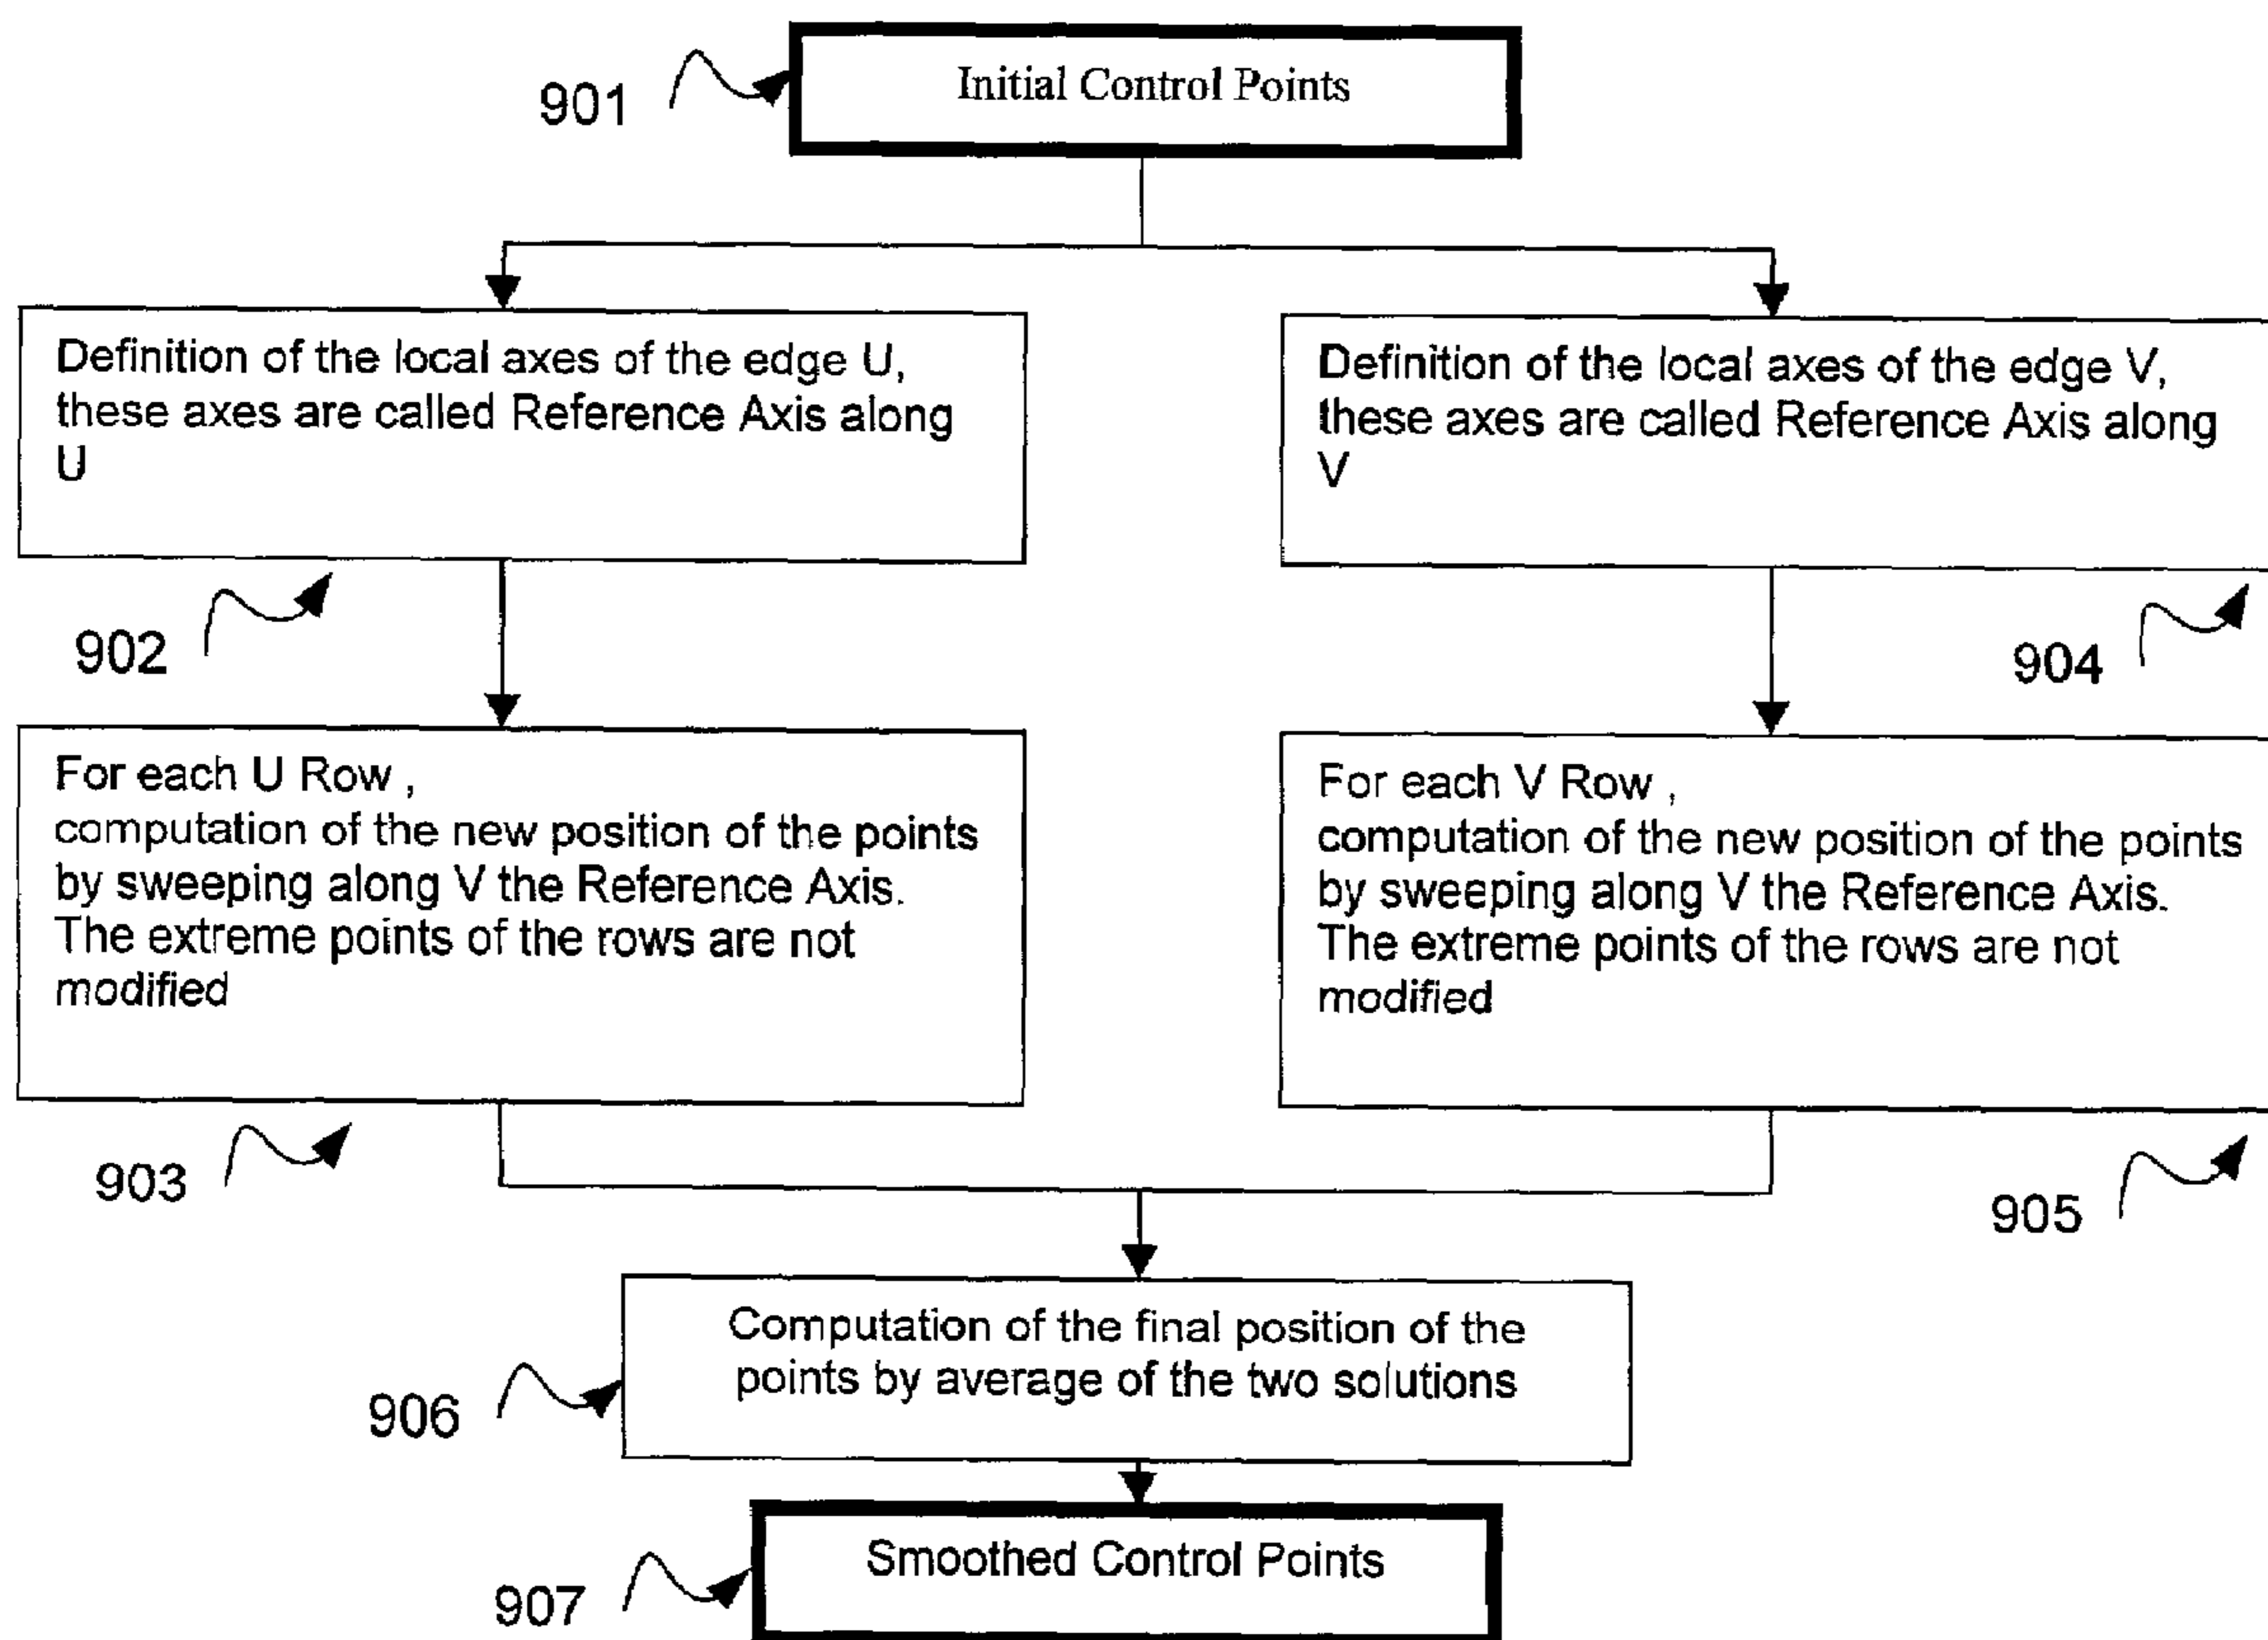 901
Initial Control Points
Definition of the local axes of the edge U,
these axes are called Reference Axis along
U
902
Definition of the local axes of the edge V,
these axes are called Reference Axis along
V
904
For each U Row ,
computation of the new position of the points
by sweeping along V the Reference Axis.
The extreme points of the rows are not
modified
903
For each V Row ,
computation of the new position of the points
by sweeping along V the Reference Axis.
The extreme points of the rows are not
modified
905
Computation of the final position of the
points by average of the two solutions
906
Smoothed Control Points
907